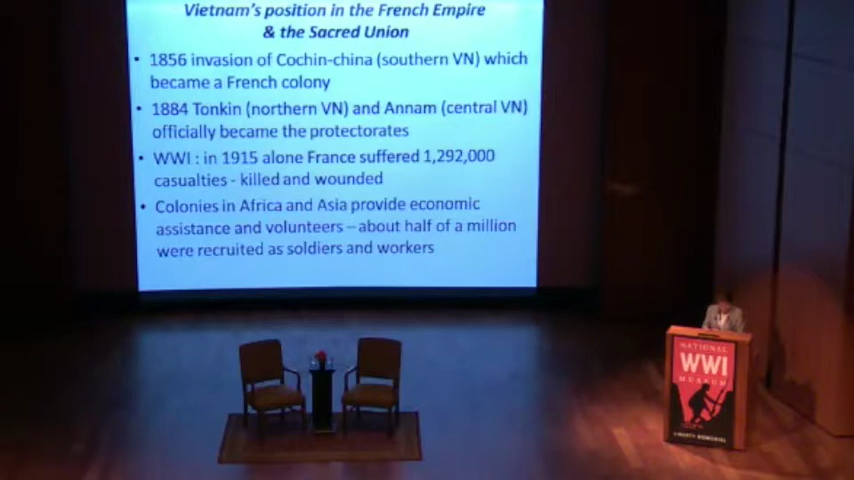 Vietnam's position in the French Empire
& the Sacred Union
• 1856 invasion of Cochin-china (southern VN) which
became a French colony
• 1884 Tonkin (northern VN) and Annam (central VN)
officially became the protectorates
• WWI : in 1915 alone France suffered 1,292,000
casualties - killed and wounded
• Colonies in Africa and Asia provide economic
assistance and volunteers – about half of a million
were recruited as soldiers and workers
NATIONAL
WWI
MUSEUM
LIBERTY MEMORIAL